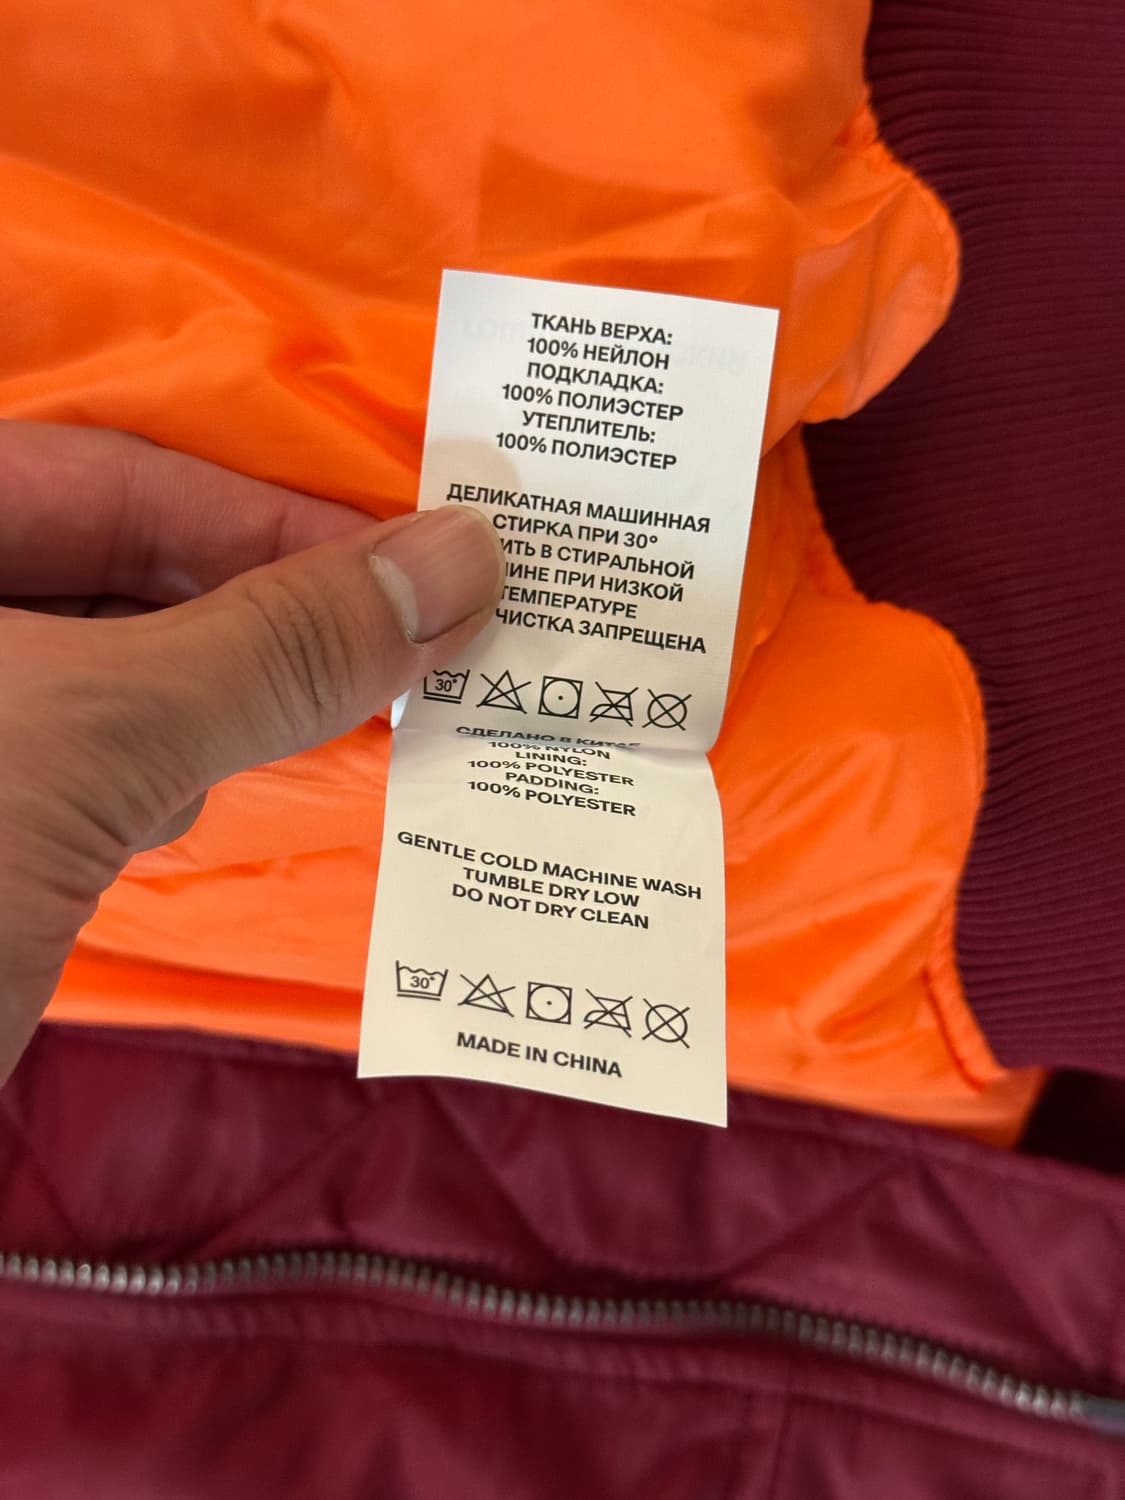 ТКАНЬ ВЕРХА:
100% НЕЙЛОН
ПОДКЛАДКА:
100% ПОЛИЭСТЕР
УТЕПЛИТЕЛЬ:
100% ПОЛИЭСТЕР
ДЕЛИКАТНАЯ МАШИННАЯ
СТИРКА ПРИ 30°
В СТИРАЛЬНОЙ
ПРИ НИЗКОЙ
ТЕМПЕРАТУРЕ
ЧИСТКА ЗАПРЕЩЕНА
30°
СДЕЛАНО В КИТАЕ
100% NYLON
LINING:
100% POLYESTER
PADDING:
100% POLYESTER
GENTLE COLD MACHINE WASH
TUMBLE DRY LOW
DO NOT DRY CLEAN
30°
MADE IN CHINA